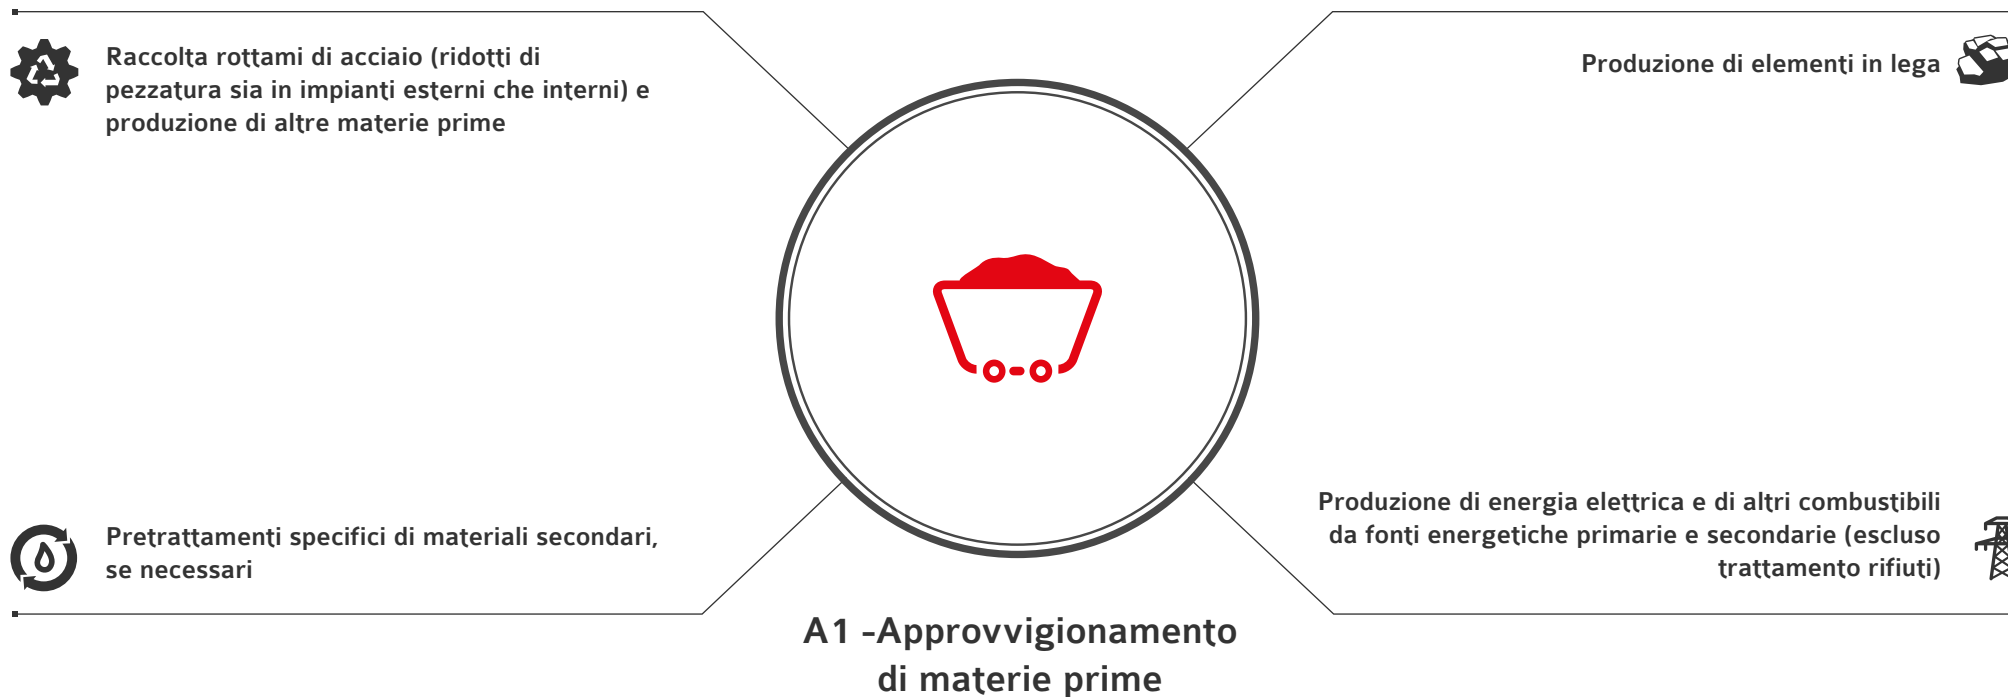 Raccolta rottami di acciaio (ridotti di
pezzatura sia in impianti esterni che interni) e
produzione di altre materie prime
Produzione di elementi in lega
Pretrattamenti specifici di materiali secondari,
se necessari
Produzione di energia elettrica e di altri combustibili
da fonti energetiche primarie e secondarie (escluso
trattamento rifiuti)
A1 -Approvvigionamento
di materie prime